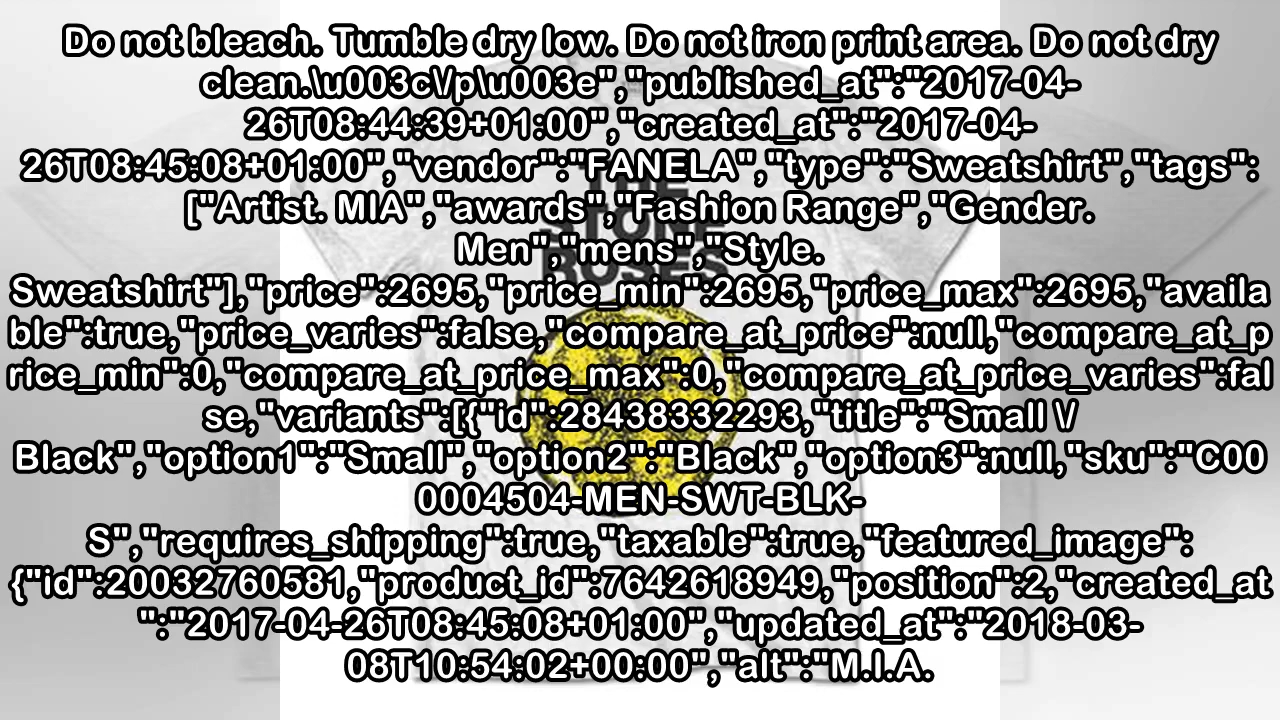 Do not bleach. Tumble dry low. Do not iron print area. Do not dry
clean.\u003c\/p\u003e","published_at":"2017-04-
26T08:44:39+01:00","created_at":"2017-04-
26T08:45:08+01:00","vendor":"FANELA","type":"Sweatshirt","tags":
["Artist. MIA","awards","Fashion Range","Gender.
Men","mens","Style.
Sweatshirt"],"price":2695,"price_min":2695,"price_max":2695,"availa
ble":true,"price_varies":false,"compare_at_price":null,"compare_at_p
rice_min":0,"compare_at_price_max":0,"compare_at_price_varies":fal
se,"variants":[{"id":28438332293,"title":"Small \/
Black","option1":"Small","option2":"Black","option3":null,"sku":"C00
0004504-MEN-SWT-BLK-
S","requires_shipping":true,"taxable":true,"featured_image":
{"id":20032760581,"product_id":7642618949,"position":2,"created_at
":"2017-04-26T08:45:08+01:00","updated_at":"2018-03-
08T10:54:02+00:00","alt":"M.I.A.
THE
STONE
ROSES